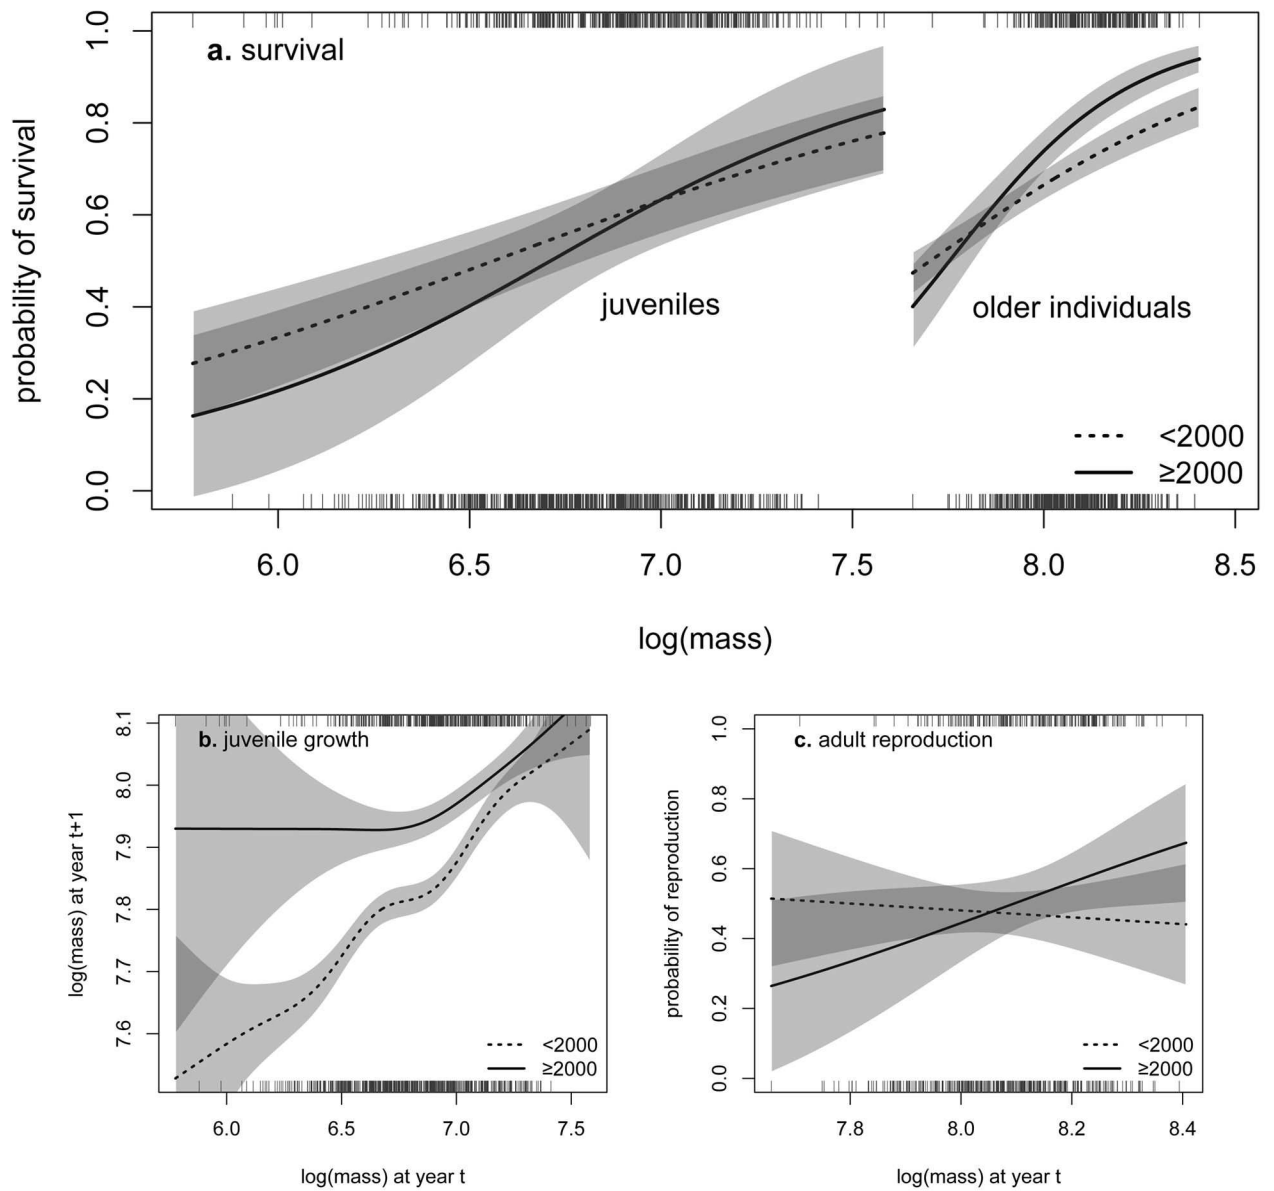 a. survival
1.0
0.8
0.6
0.4
0.2
0.0
probability of survival
juveniles
older individuals
<2000
≥2000
6.0 6.5 7.0 7.5 8.0 8.5
log(mass)
b. juvenile growth
8.1
8.0
7.9
7.8
7.7
7.6
log(mass) at year t+1
<2000
≥2000
6.0 6.5 7.0 7.5
log(mass) at year t
c. adult reproduction
1.0
0.8
0.6
0.4
0.2
0.0
probability of reproduction
<2000
≥2000
7.8 8.0 8.2 8.4
log(mass) at year t